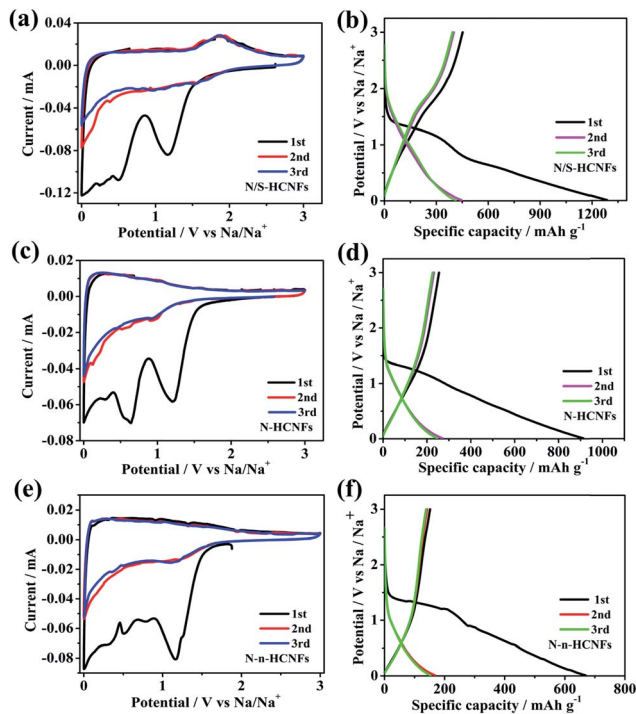 (a)
0.04
0.00
-0.04
-0.08
-0.12
Current / mA
1st
2nd
3rd
N/S-HCNFs
0 1 2 3
Potential / V vs Na/Na+
(b)
3
2
1
0
Potential / V vs Na / Na+
1st
2nd
3rd
N/S-HCNFs
0 300 600 900 1200
Specific capacity / mAh g-1
(c)
0.02
0.00
-0.02
-0.04
-0.06
-0.08
Current / mA
1st
2nd
3rd
N-HCNFs
0 1 2 3
Potential / V vs Na/Na+
(d)
3
2
1
0
Potential / V vs Na / Na+
1st
2nd
3rd
N-HCNFs
0 200 400 600 800 1000
Specific capacity / mAh g-1
(e)
0.02
0.00
-0.02
-0.04
-0.06
-0.08
Current / mA
1st
2nd
3rd
N-n-HCNFs
0 1 2 3
Potential / V vs Na/Na+
(f)
3
2
1
0
Potential / V vs Na / Na+
1st
2nd
3rd
N-n-HCNFs
0 200 400 600 800
Specific capacity / mAh g-1